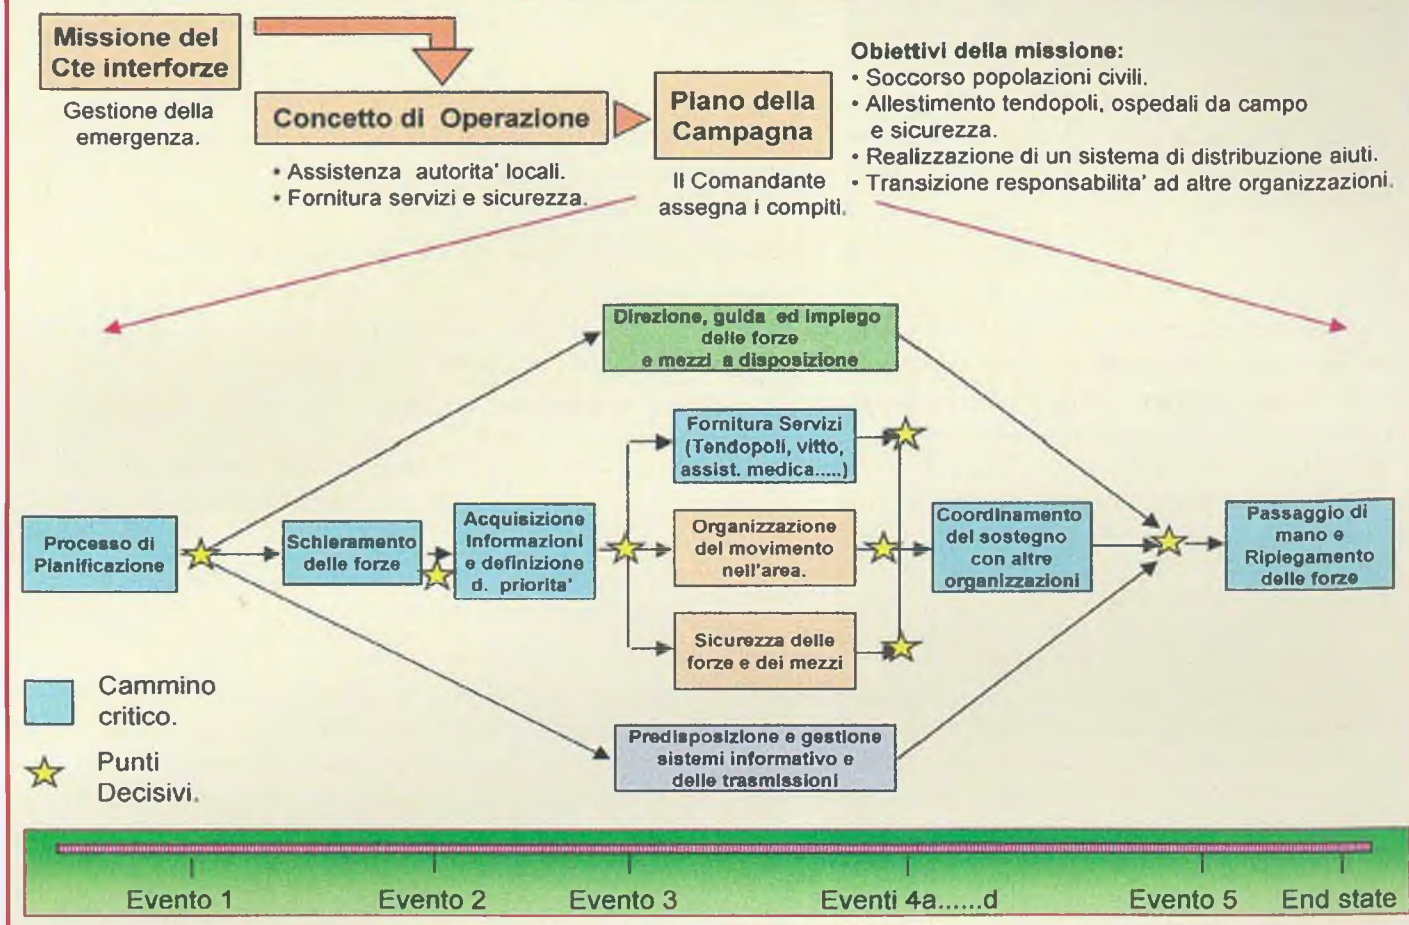 Missione del
Cte interforze
Gestione della
emergenza.
Concetto di Operazione
• Assistenza autorita' locali.
• Fornitura servizi e sicurezza.
Piano della
Campagna
Il Comandante
assegna i compiti.
Obiettivi della missione:
• Soccorso popolazioni civili.
• Allestimento tendopoli, ospedali da campo
e sicurezza.
• Realizzazione di un sistema di distribuzione aiuti.
• Transizione responsabilita' ad altre organizzazioni.
Direzione, guida ed impiego
delle forze
e mezzi a disposizione
Fornitura Servizi
(Tendopoli, vitto,
assist. medica.....)
Processo di
Planificazione
Schieramento
delle forze
Acquisizione
Informazioni
e definizione
d. priorita'
Organizzazione
del movimento
nell'area.
Coordinamento
del sostegno
con altre
organizzazioni
Passaggio di
mano e
Ripiegamento
delle forze
Sicurezza delle
forze e dei mezzi
Predisposizione e gestione
sistemi informativo e
delle trasmissioni
Cammino
critico.
Punti
Decisivi.
Evento 1
Evento 2
Evento 3
Eventi 4a......d
Evento 5
End state